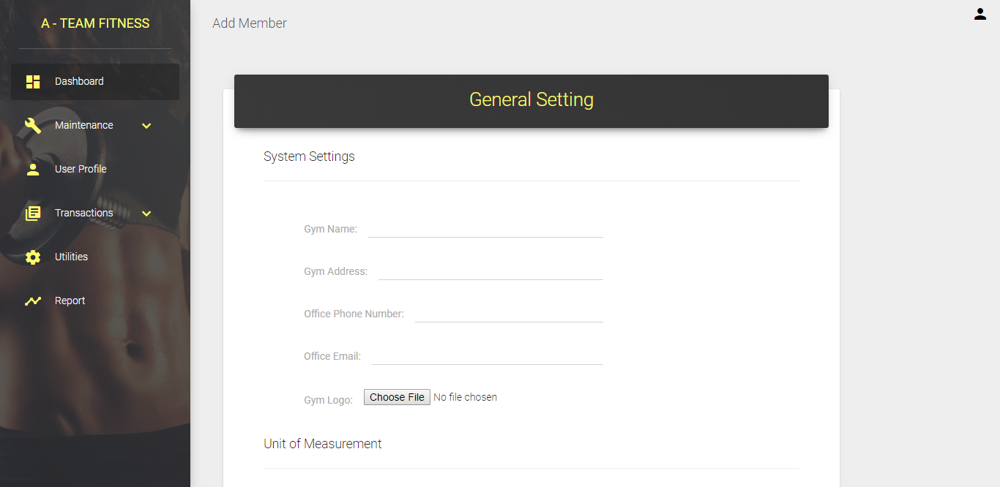 A - TEAM FITNESS
Dashboard
Maintenance
User Profile
Transactions
Utilities
Report
Add Member
General Setting
System Settings
Gym Name:
Gym Address:
Office Phone Number:
Office Email:
Gym Logo: Choose File No file chosen
Unit of Measurement